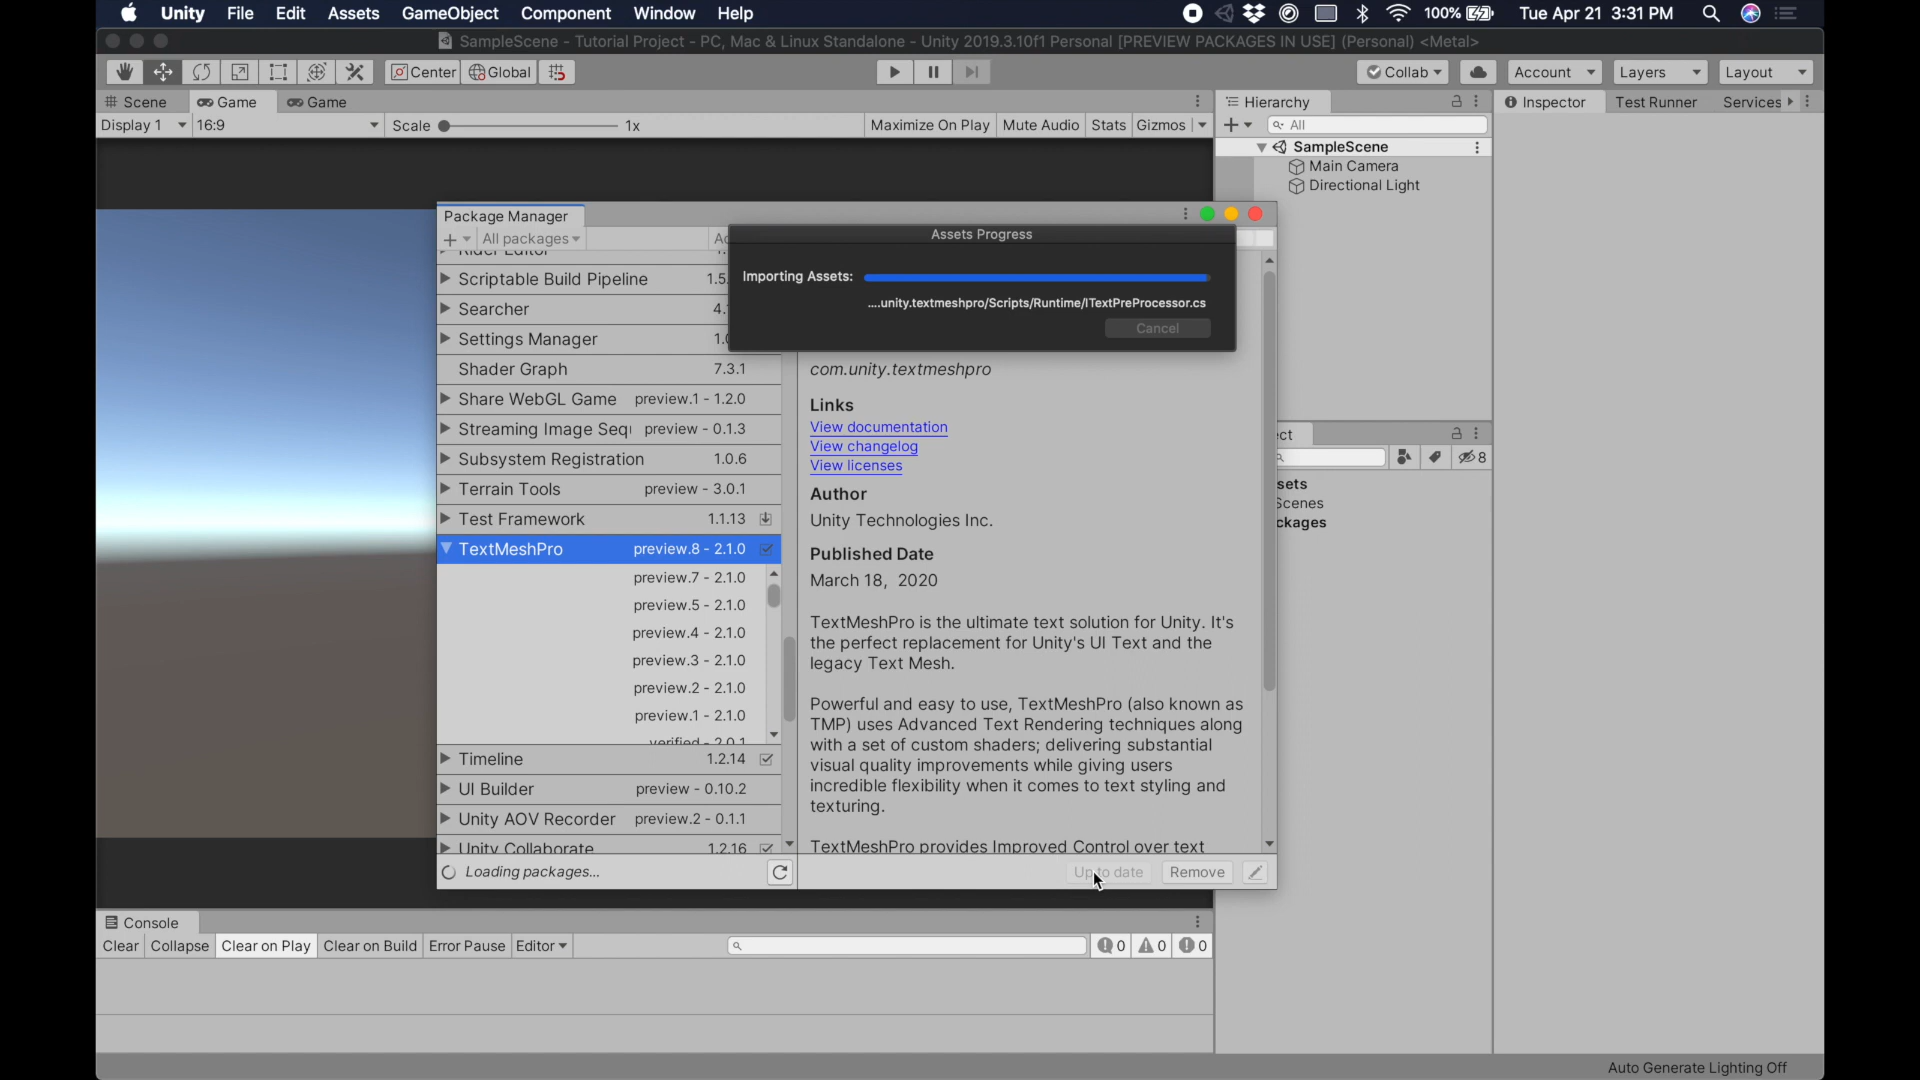 Unity File Edit Assets GameObject Component Window Help
100% Tue Apr 21 3:31 PM
SampleScene - Tutorial Project - PC, Mac & Linux Standalone - Unity 2019.3.10f1 Personal [PREVIEW PACKAGES IN USE] (Personal) <Metal>
Center Global Collab Account Layers Layout
Scene Game Game
Display 1 16:9 Scale 1x Maximize On Play Mute Audio Stats Gizmos
Hierarchy
All
SampleScene
Main Camera
Directional Light
Inspector Test Runner Services
Package Manager
All packages
Assets Progress
Importing Assets:
....unity.textmeshpro/Scripts/Runtime/ITextPreProcessor.cs
Cancel
Rider Editor
Scriptable Build Pipeline 1.5.
Searcher 4.
Settings Manager 1.0
Shader Graph 7.3.1
Share WebGL Game preview.1 - 1.2.0
Streaming Image Sequ preview - 0.1.3
Subsystem Registration 1.0.6
Terrain Tools preview - 3.0.1
Test Framework 1.1.13
TextMeshPro preview.8 - 2.1.0
preview.7 - 2.1.0
preview.5 - 2.1.0
preview.4 - 2.1.0
preview.3 - 2.1.0
preview.2 - 2.1.0
preview.1 - 2.1.0
verified - 2.0.1
Timeline 1.2.14
UI Builder preview - 0.10.2
Unity AOV Recorder preview.2 - 0.1.1
Unity Collaborate 1.2.16
Loading packages...
com.unity.textmeshpro
Links
View documentation
View changelog
View licenses
Author
Unity Technologies Inc.
Published Date
March 18, 2020
TextMeshPro is the ultimate text solution for Unity. It's
the perfect replacement for Unity's UI Text and the
legacy Text Mesh.
Powerful and easy to use, TextMeshPro (also known as
TMP) uses Advanced Text Rendering techniques along
with a set of custom shaders; delivering substantial
visual quality improvements while giving users
incredible flexibility when it comes to text styling and
texturing.
TextMeshPro provides Improved Control over text
Up to date Remove
ect
8
sets
Scenes
ckages
Console
Clear Collapse Clear on Play Clear on Build Error Pause Editor 0 0 0
Auto Generate Lighting Off